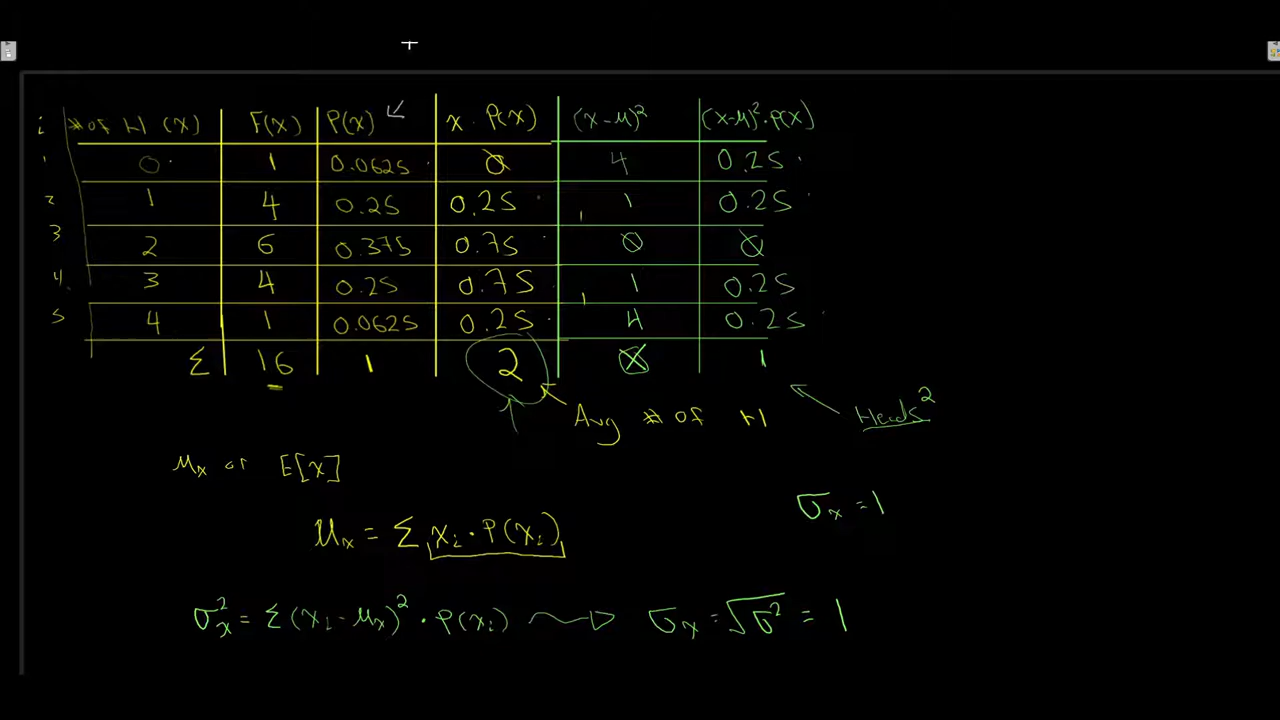 i # of H (x) F(x) P(x) x · P(x) (x-μ)² (x-μ)²·P(x)
1 0 1 0.0625 0 4 0.25
2 1 4 0.25 0.25 1 0.25
3 2 6 0.375 0.75 0 0
4 3 4 0.25 0.75 1 0.25
5 4 1 0.0625 0.25 4 0.25
Σ 16 1 2 X 1
Avg # of H
Heads²
μx or E[x]
σx = 1
μx = Σ xi · P(xi)
σx² = Σ (xi - μx)² · P(xi) σx = √σ² = 1